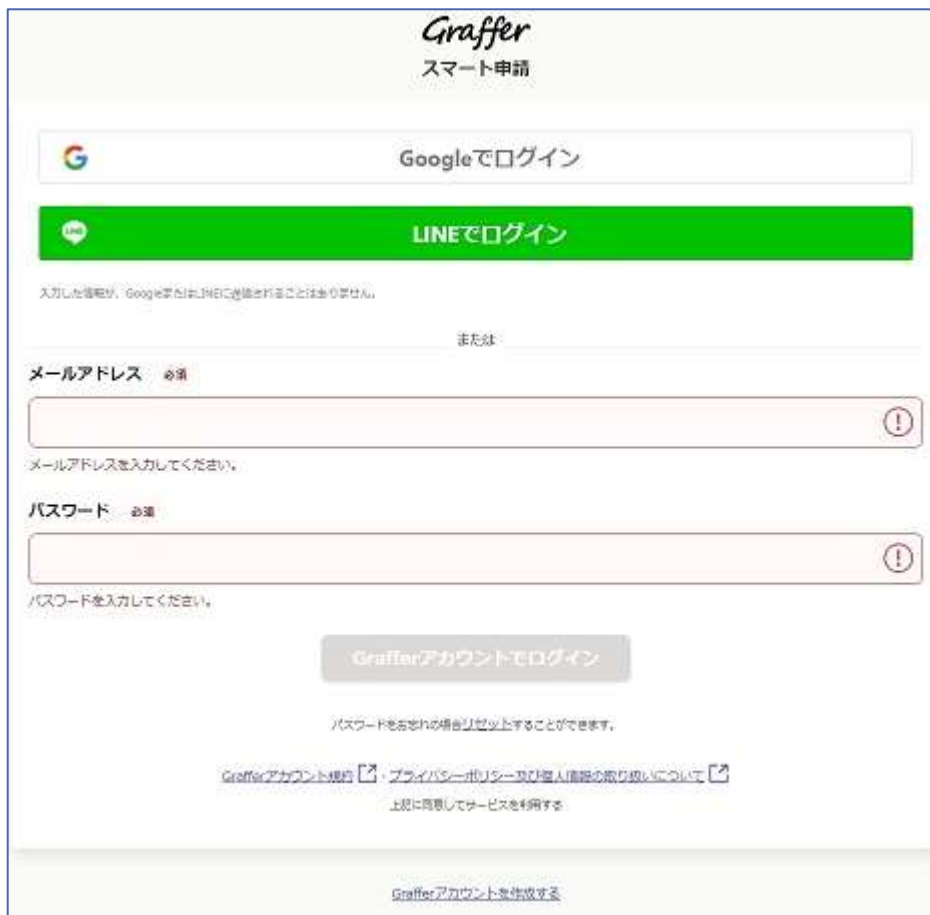 Graffer
スマート申請
Googleでログイン
LINE
LINEでログイン
入力した情報が、GoogleまたはLINEに送信されることはありません。
または
メールアドレス 必須
メールアドレスを入力してください。
パスワード 必須
パスワードを入力してください。
Grafferアカウントでログイン
パスワードをお忘れの場合リセットすることができます。
Grafferアカウント規約 ・プライバシーポリシー及び個人情報の取り扱いについて
上記に同意してサービスを利用する
Grafferアカウントを作成する